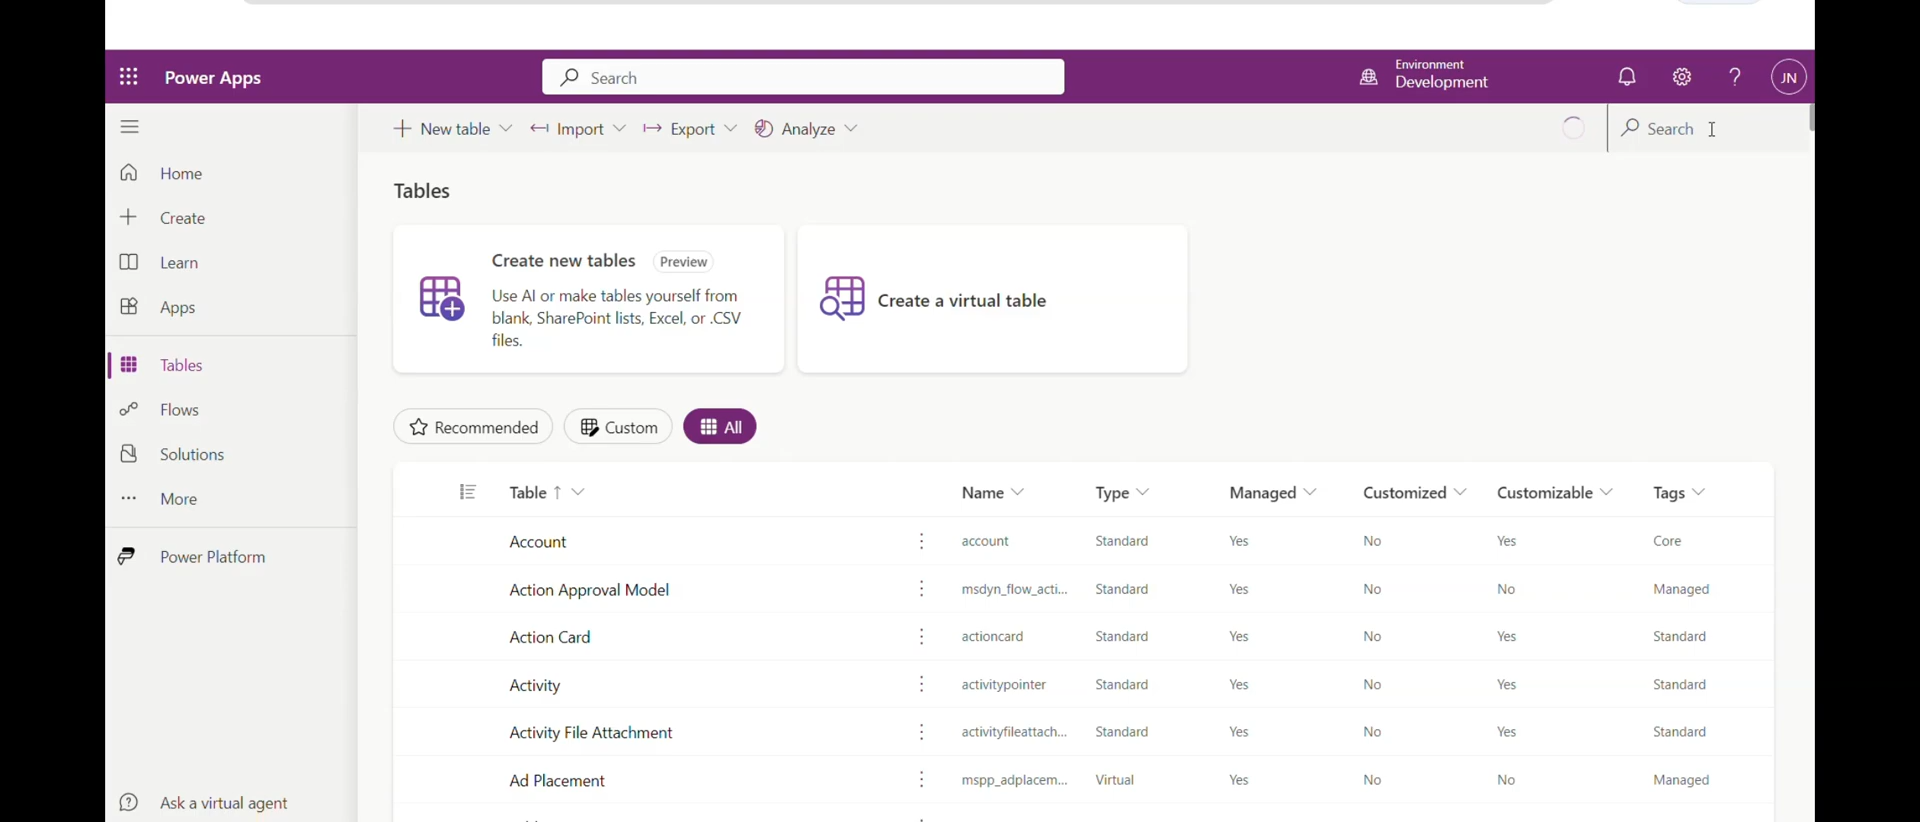 Power Apps
Search
Environment
Development
?
JN
New table
Import
Export
Analyze
Search
Home
Create
Learn
Apps
Tables
Flows
Solutions
More
Power Platform
Ask a virtual agent
Tables
Create new tables Preview
Use AI or make tables yourself from
blank, SharePoint lists, Excel, or .CSV
files.
Create a virtual table
Recommended
Custom
All
Table ↑ Name Type Managed Customized Customizable Tags
Account account Standard Yes No Yes Core
Action Approval Model msdyn_flow_acti... Standard Yes No No Managed
Action Card actioncard Standard Yes No Yes Standard
Activity activitypointer Standard Yes No Yes Standard
Activity File Attachment activityfileattach... Standard Yes No Yes Standard
Ad Placement mspp_adplacem... Virtual Yes No No Managed